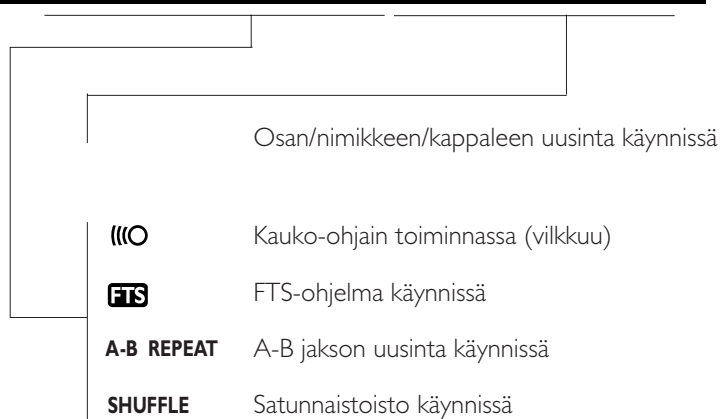 Osan/nimikkeen/kappaleen uusinta käynnissä
Kauko-ohjain toiminnassa (vilkkuu)
FTS FTS-ohjelma käynnissä
A-B REPEAT A-B jakson uusinta käynnissä
SHUFFLE Satunnaistoisto käynnissä